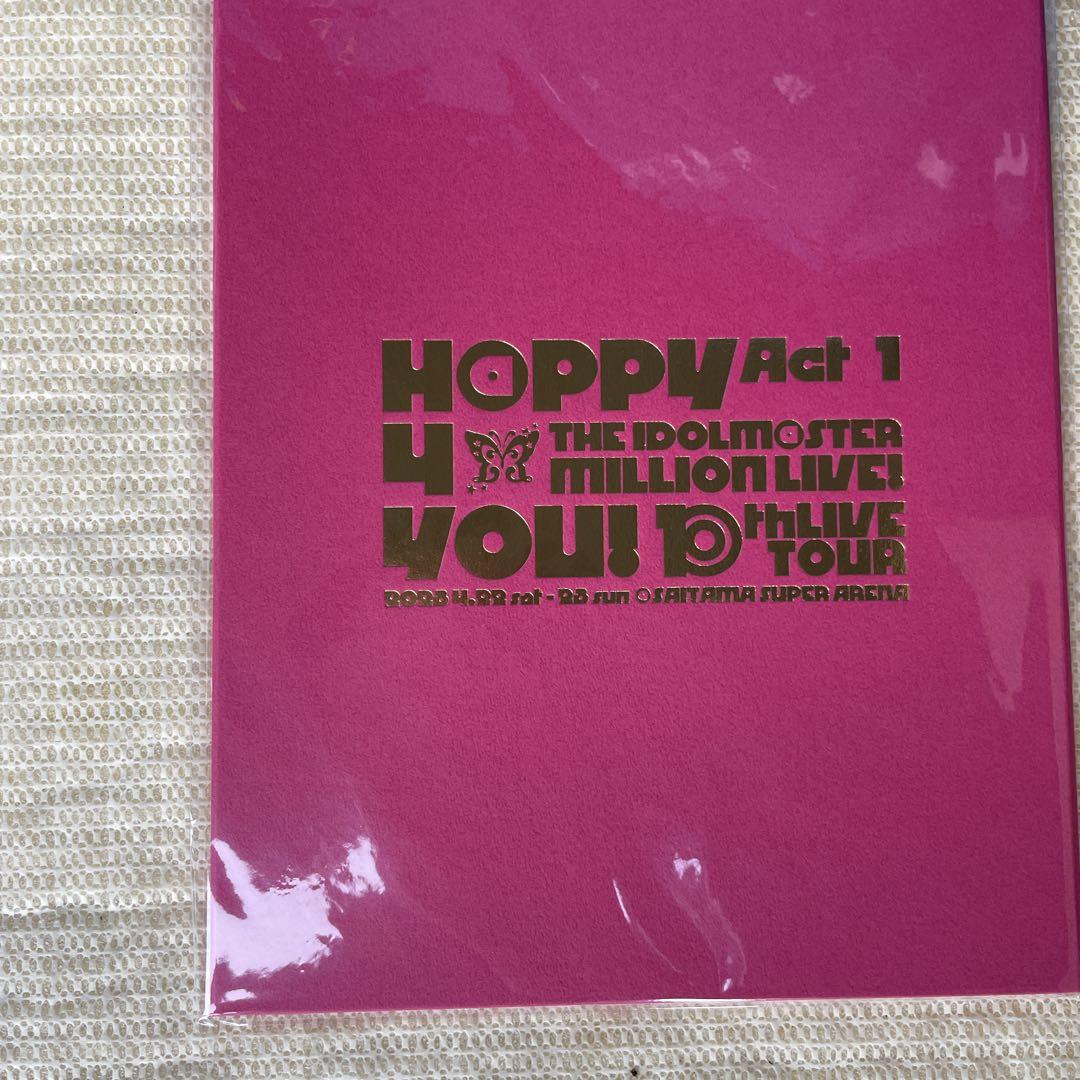 HAPPY Act 1
4 THE IDOLM@STER
MILLION LIVE!
YOU! 10thLIVE
TOUR
2023 4.22 sat - 23 sun @SAITAMA SUPER ARENA